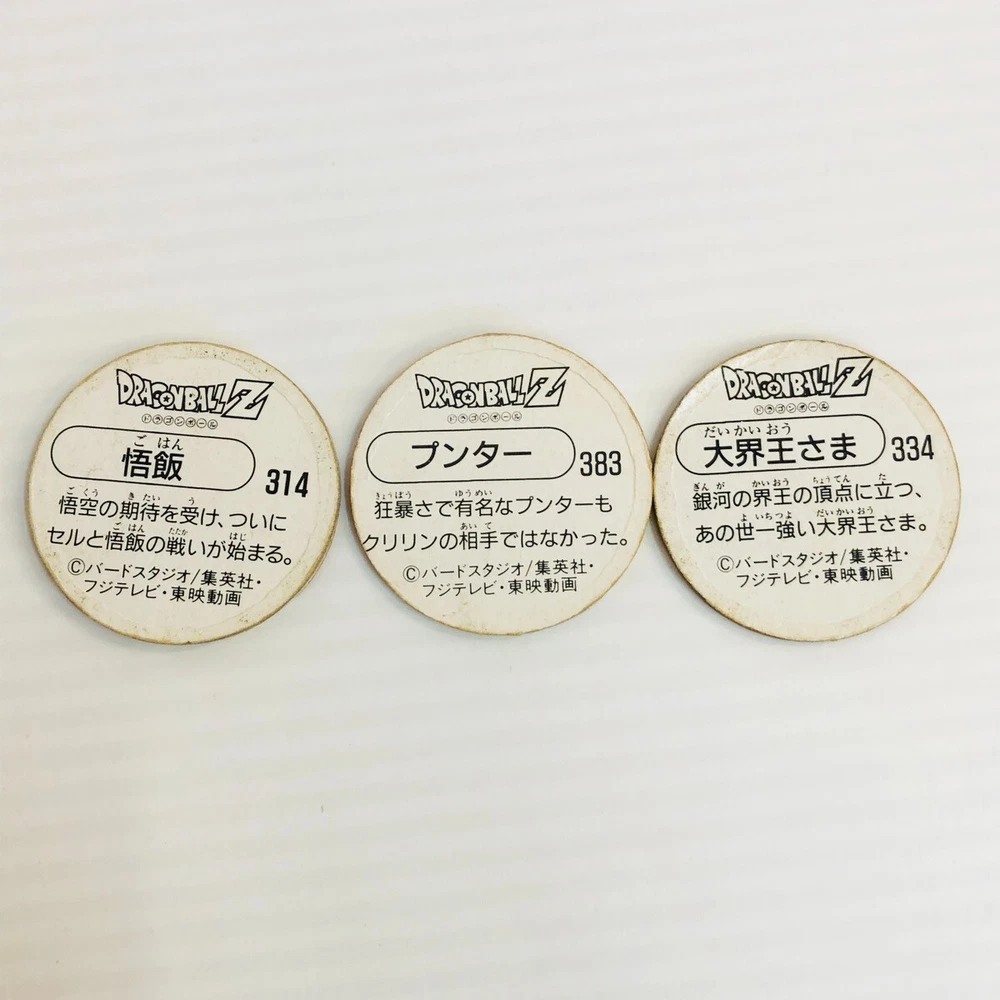 DRAGONBALL Z
ドラゴンボール
ごはん
悟飯
314
ごくう きたい う
悟空の期待を受け、ついに
ごはん たたか はじ
セルと悟飯の戦いが始まる。
©バードスタジオ/集英社・
フジテレビ・東映動画
DRAGONBALL Z
ドラゴンボール
プンター
383
きょうぼう ゆうめい
狂暴さで有名なプンターも
あいて
クリリンの相手ではなかった。
©バードスタジオ/集英社・
フジテレビ・東映動画
DRAGONBALL Z
ドラゴンボール
だいかいおう
大界王さま
334
ぎんが かいおう ちょうてん た
銀河の界王の頂点に立つ、
よ いちつよ だいかいおう
あの世一強い大界王さま。
©バードスタジオ/集英社・
フジテレビ・東映動画